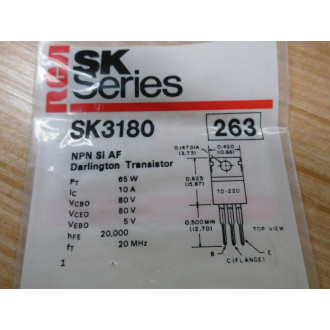 RCA
SK
Series
SK3180
263
NPN Si AF
Darlington Transistor
PT 65 W
IC 10 A
VCBO 80 V
VCEO 80 V
VEBO 5 V
hFE 20,000
fT 20 MHz
1
0.147DIA
(3.73)
0.420
(10.66)
0.625
(15.87)
TO-220
0.500 MIN
(12.70)
TOP VIEW
B
C (FLANGE)
E